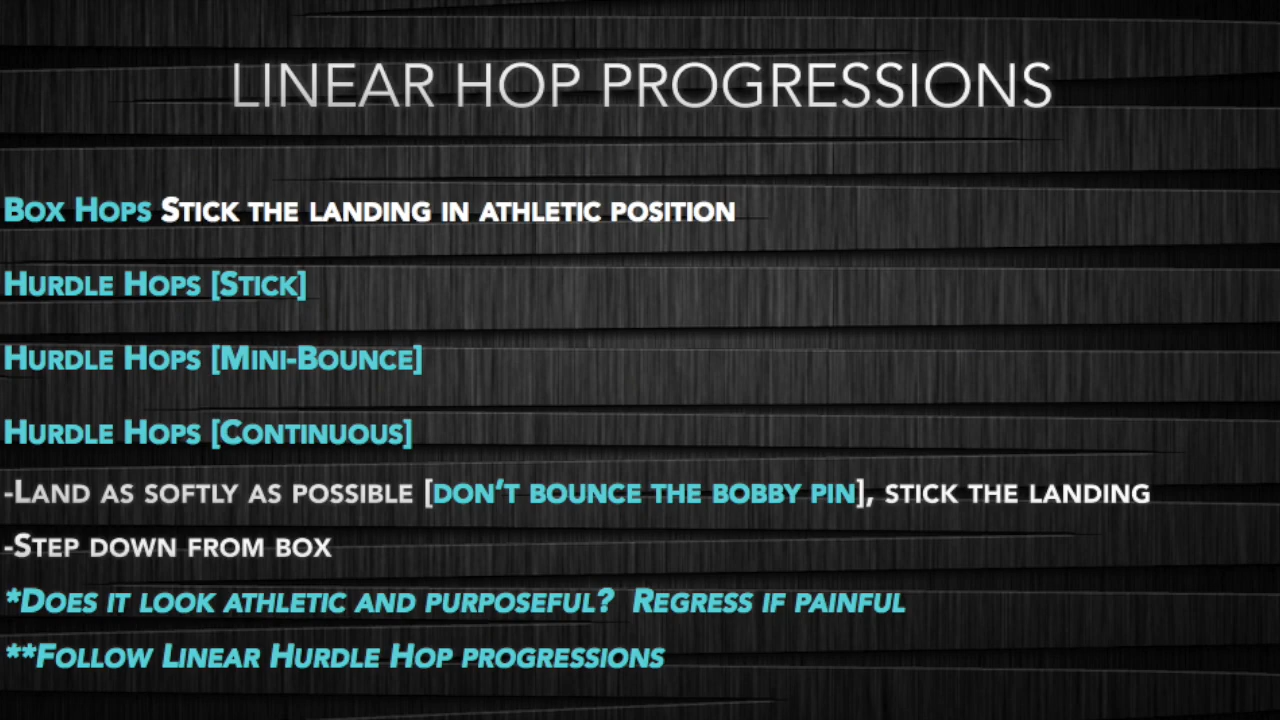 LINEAR HOP PROGRESSIONS
Box Hops Stick the landing in athletic position
Hurdle Hops [Stick]
Hurdle Hops [Mini-Bounce]
Hurdle Hops [Continuous]
-Land as softly as possible [don't bounce the bobby pin], stick the landing
-Step down from box
*Does it look athletic and purposeful?  Regress if painful
**Follow Linear Hurdle Hop progressions